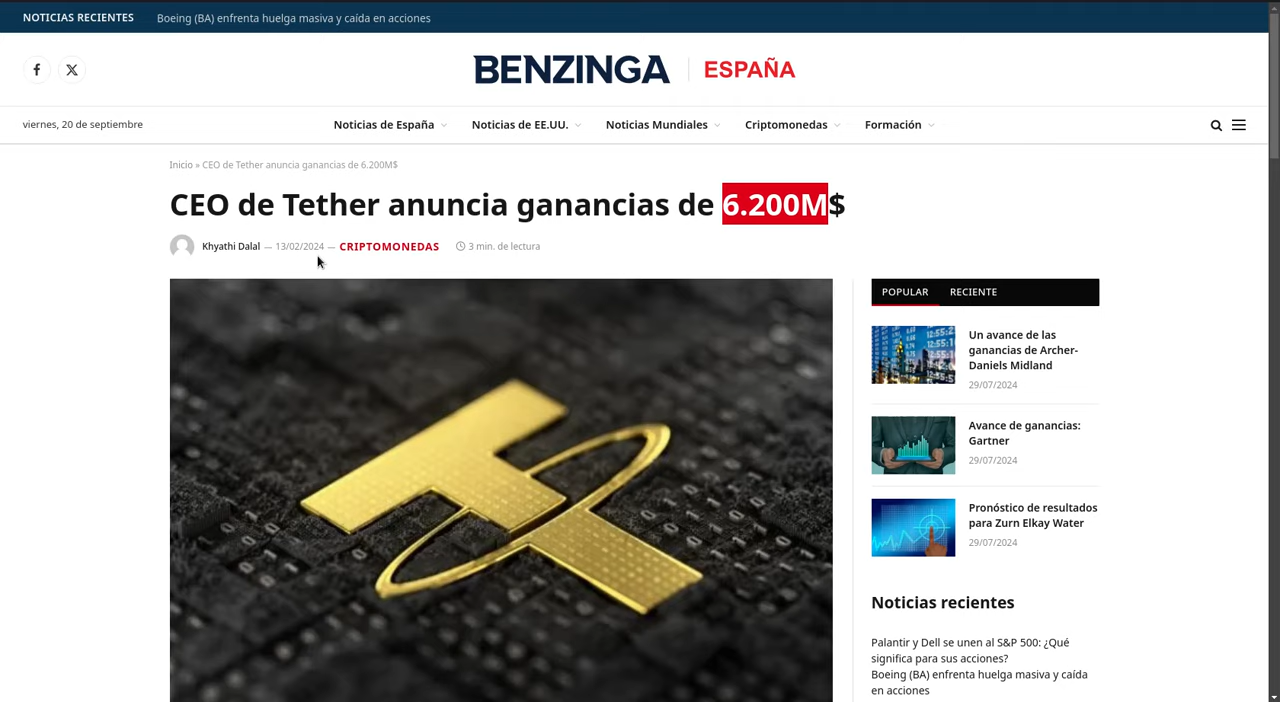 NOTICIAS RECIENTES Boeing (BA) enfrenta huelga masiva y caída en acciones
BENZINGA ESPAÑA
viernes, 20 de septiembre Noticias de España Noticias de EE.UU. Noticias Mundiales Criptomonedas Formación
Inicio » CEO de Tether anuncia ganancias de 6.200M$
CEO de Tether anuncia ganancias de 6.200M$
Khyathi Dalal — 13/02/2024 — CRIPTOMONEDAS 3 min. de lectura
POPULAR RECIENTE
Un avance de las
ganancias de Archer-
Daniels Midland
29/07/2024
Avance de ganancias:
Gartner
29/07/2024
Pronóstico de resultados
para Zurn Elkay Water
29/07/2024
Noticias recientes
Palantir y Dell se unen al S&P 500: ¿Qué
significa para sus acciones?
Boeing (BA) enfrenta huelga masiva y caída
en acciones